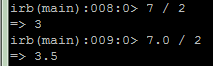 irb(main):008:0> 7 / 2
=> 3
irb(main):009:0> 7.0 / 2
=> 3.5